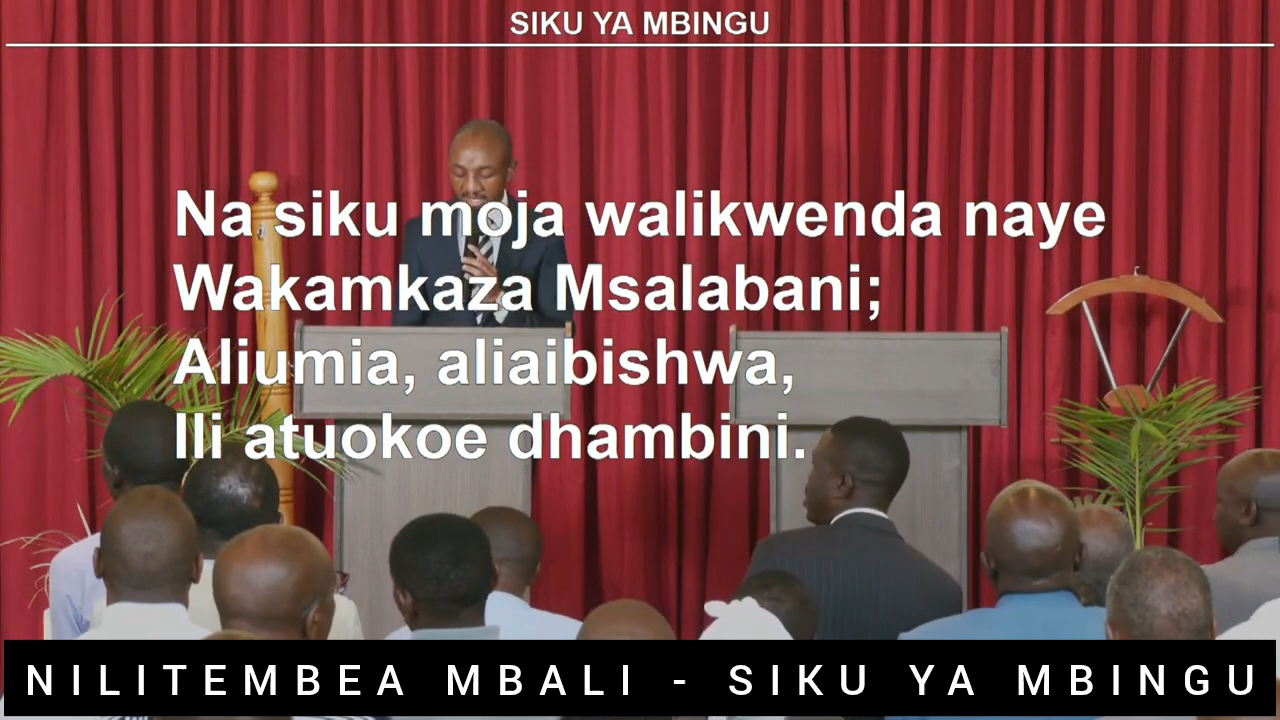 SIKU YA MBINGU
Na siku moja walikwenda naye
Wakamkaza Msalabani;
Aliumia, aliaibishwa,
Ili atuokoe dhambini.
NILITEMBEA MBALI - SIKU YA MBINGU